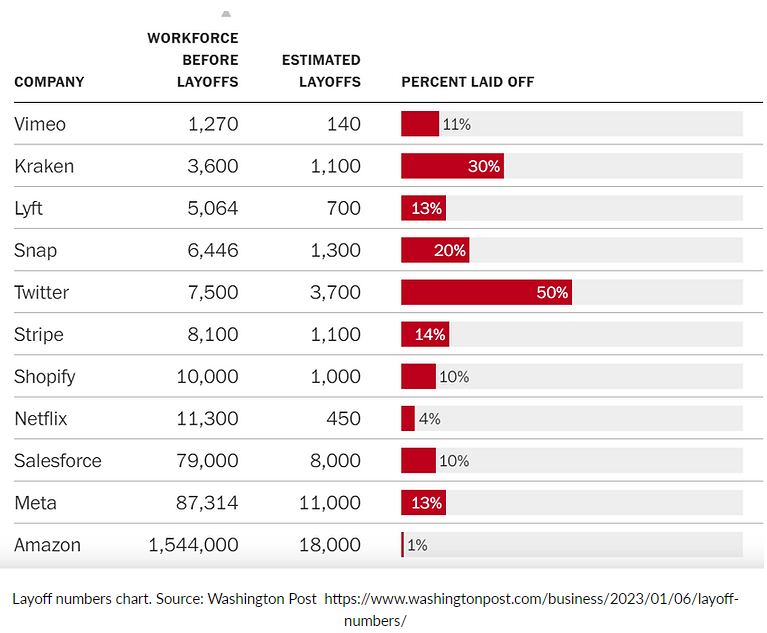 COMPANY WORKFORCE BEFORE LAYOFFS ESTIMATED LAYOFFS PERCENT LAID OFF
Vimeo 1,270 140 11%
Kraken 3,600 1,100 30%
Lyft 5,064 700 13%
Snap 6,446 1,300 20%
Twitter 7,500 3,700 50%
Stripe 8,100 1,100 14%
Shopify 10,000 1,000 10%
Netflix 11,300 450 4%
Salesforce 79,000 8,000 10%
Meta 87,314 11,000 13%
Amazon 1,544,000 18,000 1%
Layoff numbers chart. Source: Washington Post https://www.washingtonpost.com/business/2023/01/06/layoff-
numbers/